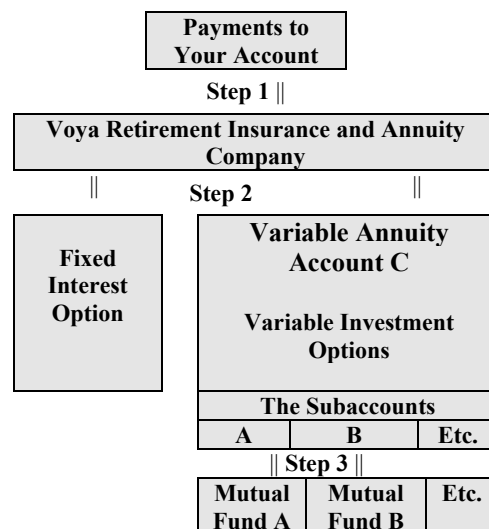 Payments to
Your Account
Step 1 ||
Voya Retirement Insurance and Annuity
Company
|| Step 2 ||
Fixed
Interest
Option
Variable Annuity
Account C
Variable Investment
Options
The Subaccounts
A B Etc.
|| Step 3 ||
Mutual
Fund A
Mutual
Fund B
Etc.